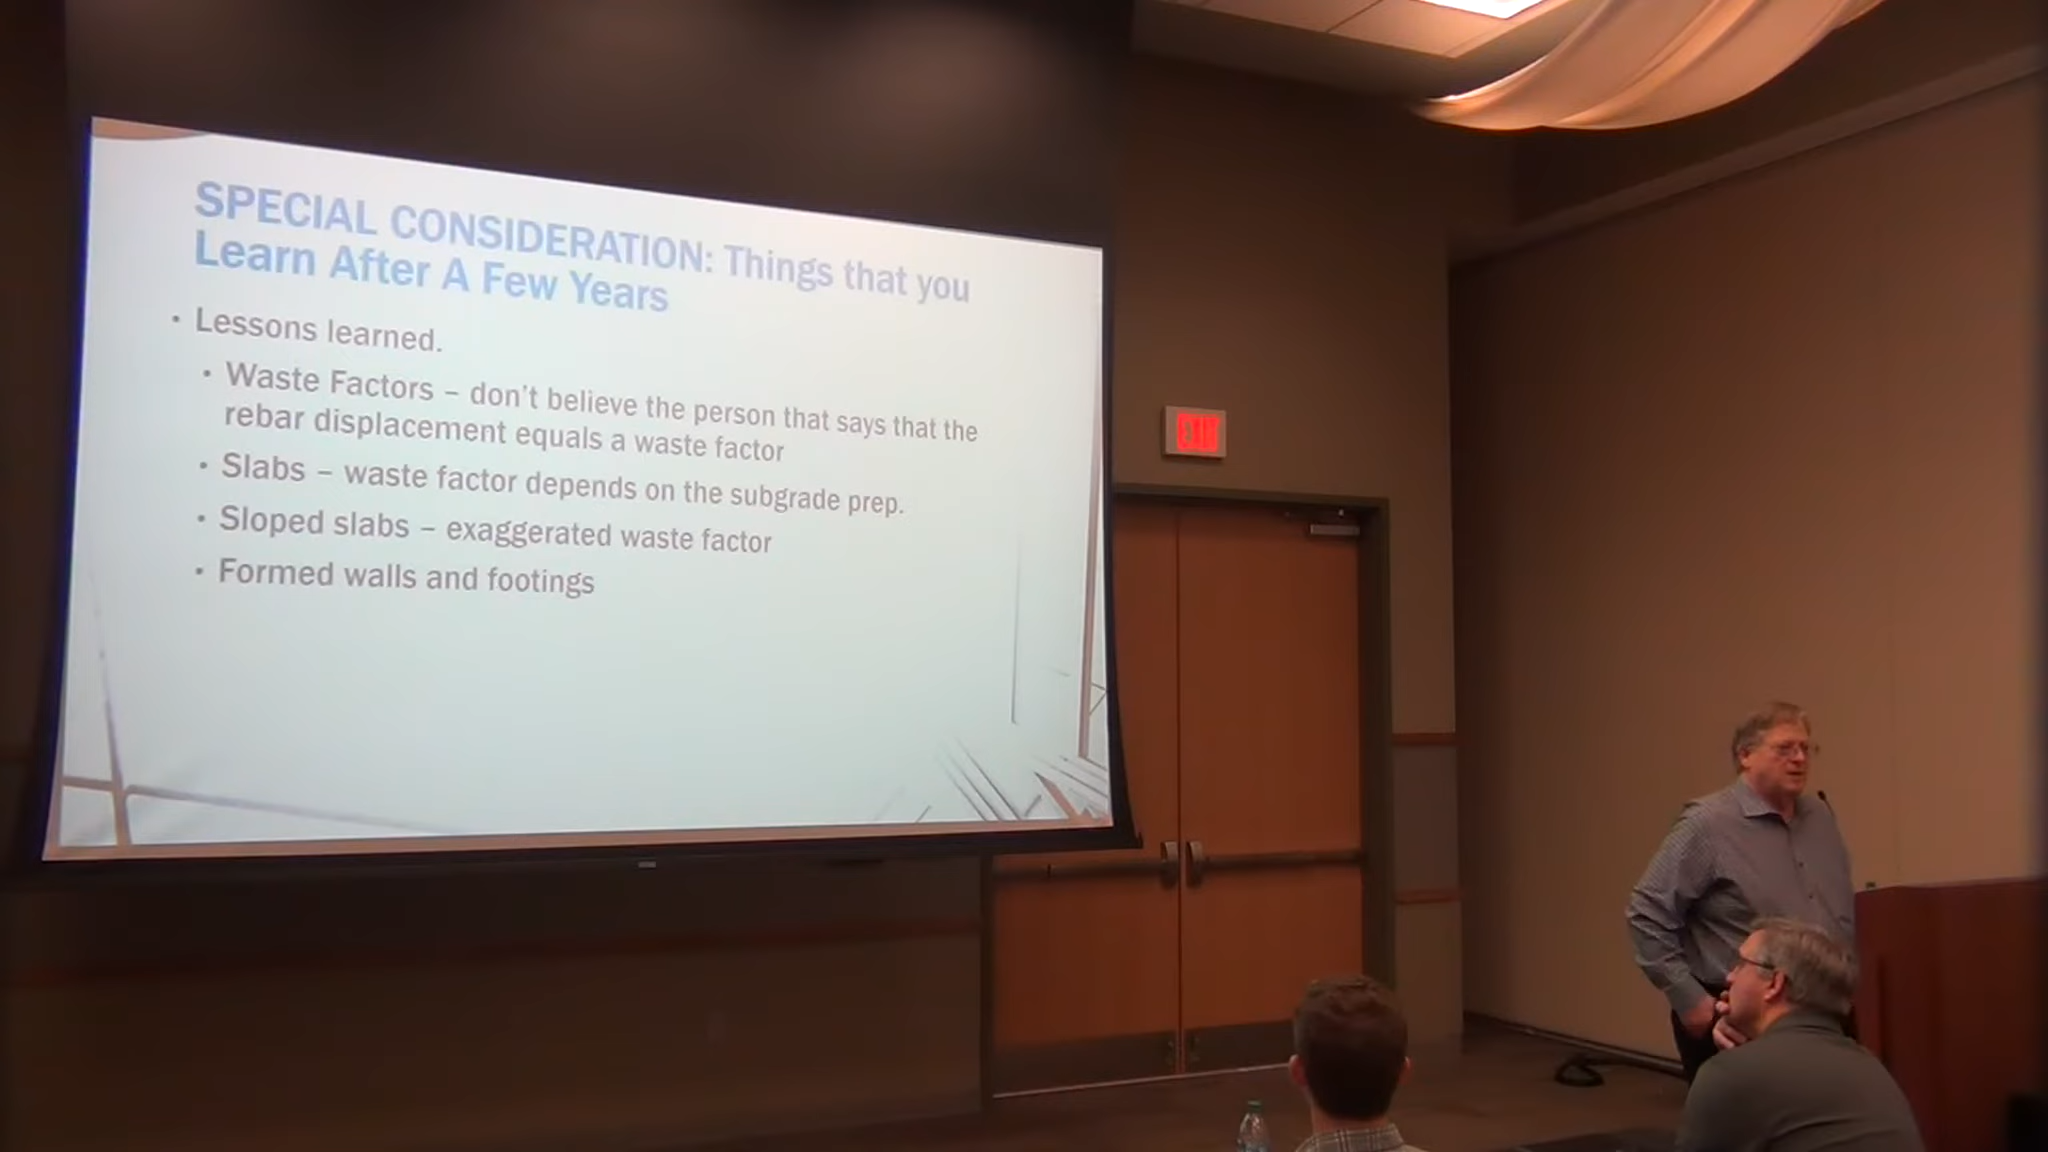 SPECIAL CONSIDERATION: Things that you
Learn After A Few Years
• Lessons learned.
• Waste Factors – don't believe the person that says that the
rebar displacement equals a waste factor
• Slabs – waste factor depends on the subgrade prep.
• Sloped slabs – exaggerated waste factor
• Formed walls and footings
EXIT